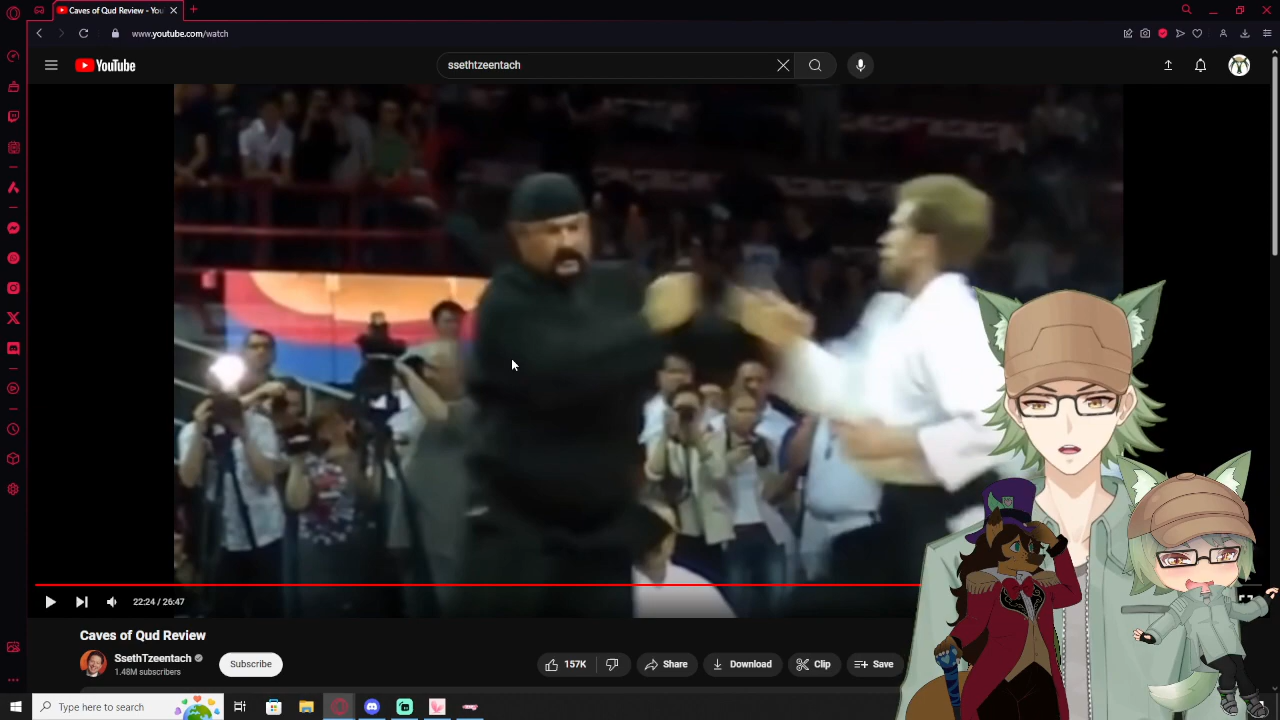 Caves of Qud Review - You
www.youtube.com/watch
YouTube
ssethtzeentach
22:24 / 26:47
Caves of Qud Review
SsethTzeentach
1.48M subscribers
Subscribe
157K
Share
Download
Clip
Save
Type here to search